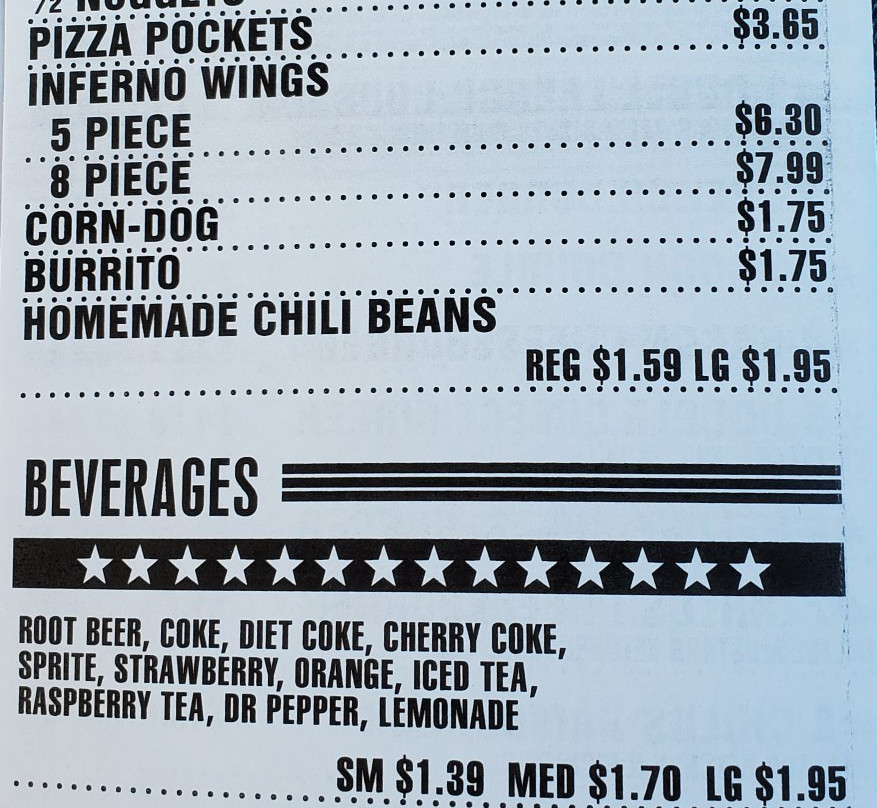 ½ NUGGETS
PIZZA POCKETS $3.65
INFERNO WINGS
5 PIECE $6.30
8 PIECE $7.99
CORN-DOG $1.75
BURRITO $1.75
HOMEMADE CHILI BEANS
REG $1.59 LG $1.95
BEVERAGES
ROOT BEER, COKE, DIET COKE, CHERRY COKE,
SPRITE, STRAWBERRY, ORANGE, ICED TEA,
RASPBERRY TEA, DR PEPPER, LEMONADE
SM $1.39 MED $1.70 LG $1.95